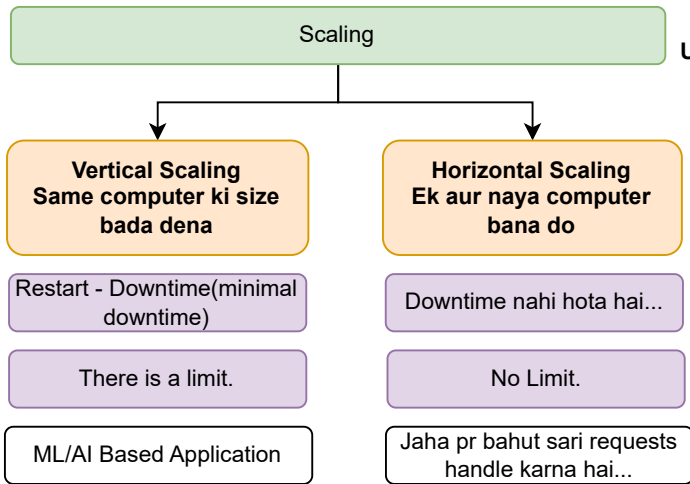 Scaling
U
Vertical Scaling
Same computer ki size
bada dena
Horizontal Scaling
Ek aur naya computer
bana do
Restart - Downtime(minimal
downtime)
Downtime nahi hota hai...
There is a limit.
No Limit.
ML/AI Based Application
Jaha pr bahut sari requests
handle karna hai...